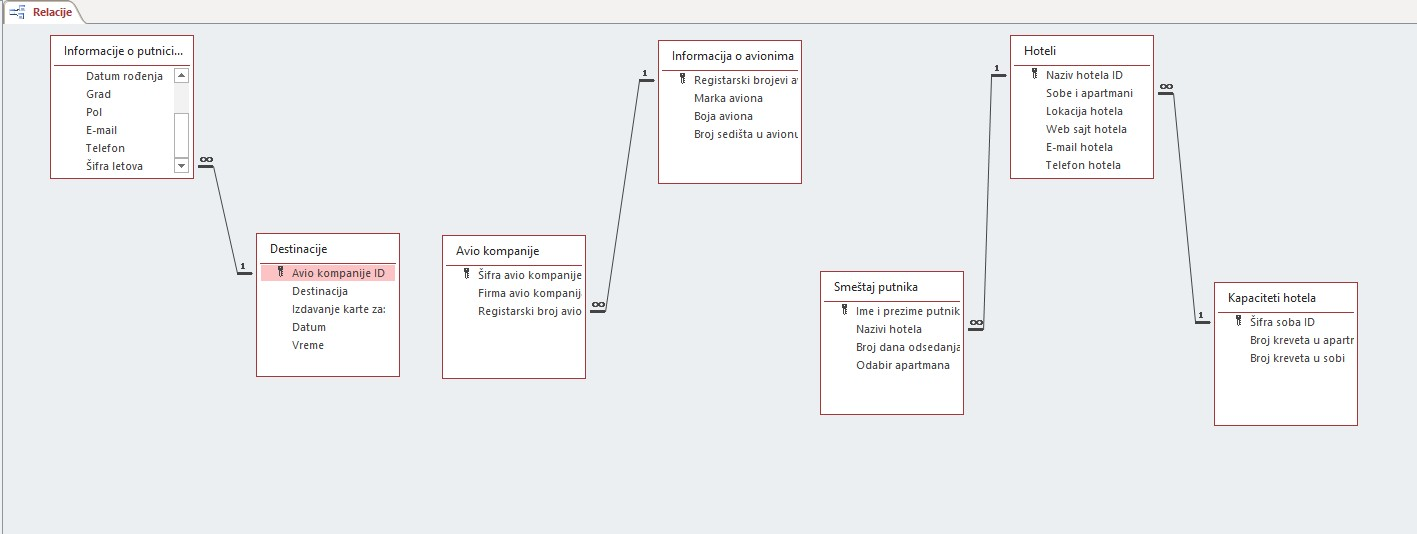 Relacije
Informacije o putnici...
Datum rođenja
Grad
Pol
E-mail
Telefon
Šifra letova
∞
1
Destinacije
Avio kompanije ID
Destinacija
Izdavanje karte za:
Datum
Vreme
Avio kompanije
Šifra avio kompanije
Firma avio kompanij
Registarski broj avio
∞
1
Informacija o avionima
Registarski brojevi a
Marka aviona
Boja aviona
Broj sedišta u avionu
Smeštaj putnika
Ime i prezime putnik
Nazivi hotela
Broj dana odsedanja
Odabir apartmana
∞
1
Hoteli
Naziv hotela ID
Sobe i apartmani
Lokacija hotela
Web sajt hotela
E-mail hotela
Telefon hotela
∞
1
Kapaciteti hotela
Šifra soba ID
Broj kreveta u apartr
Broj kreveta u sobi